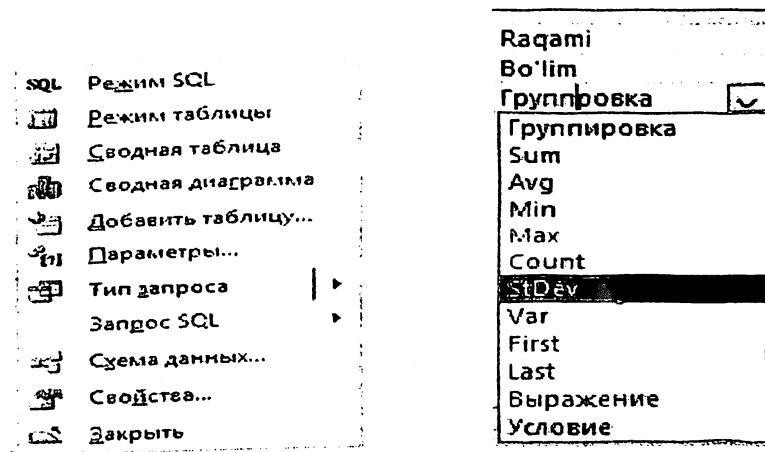 SQL Режим SQL
Режим таблицы
Сводная таблица
Сводная диаграмма
Добавить таблицу...
Параметры...
Тип запроса
Запрос SQL
Схема данных...
Свойства...
Закрыть
Raqami
Bo'lim
Группировка
Группировка
Sum
Avg
Min
Max
Count
StDev
Var
First
Last
Выражение
Условие